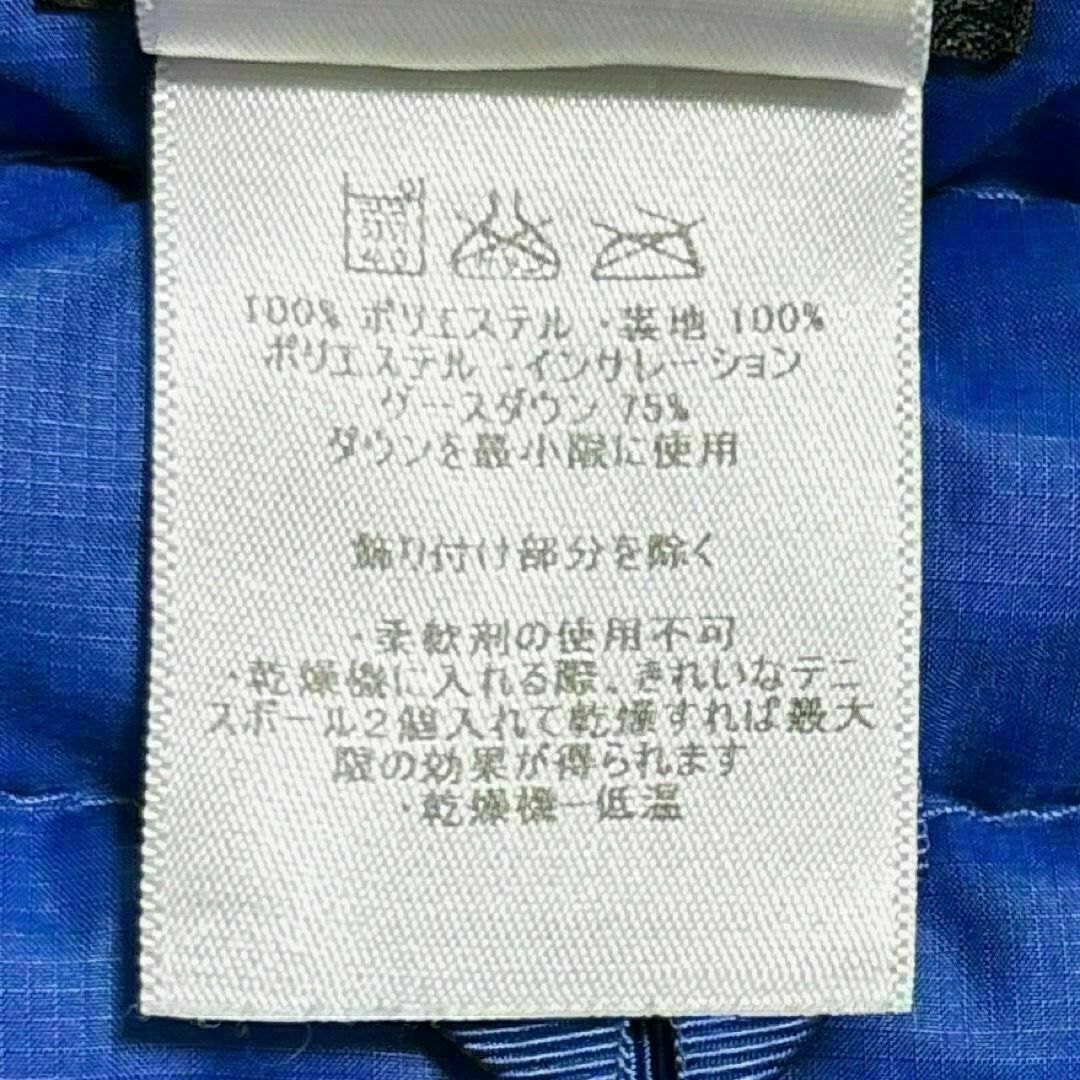 100% ポリエステル ・裏地 100%
ポリエステル ・インサレーション
グースダウン 75%
ダウンを最小限に使用
飾り付け部分を除く
・柔軟剤の使用不可
・乾燥機に入れる際、きれいなテニ
スボール2個入れて乾燥すれば最大
限の効果が得られます
・乾燥機ー低温